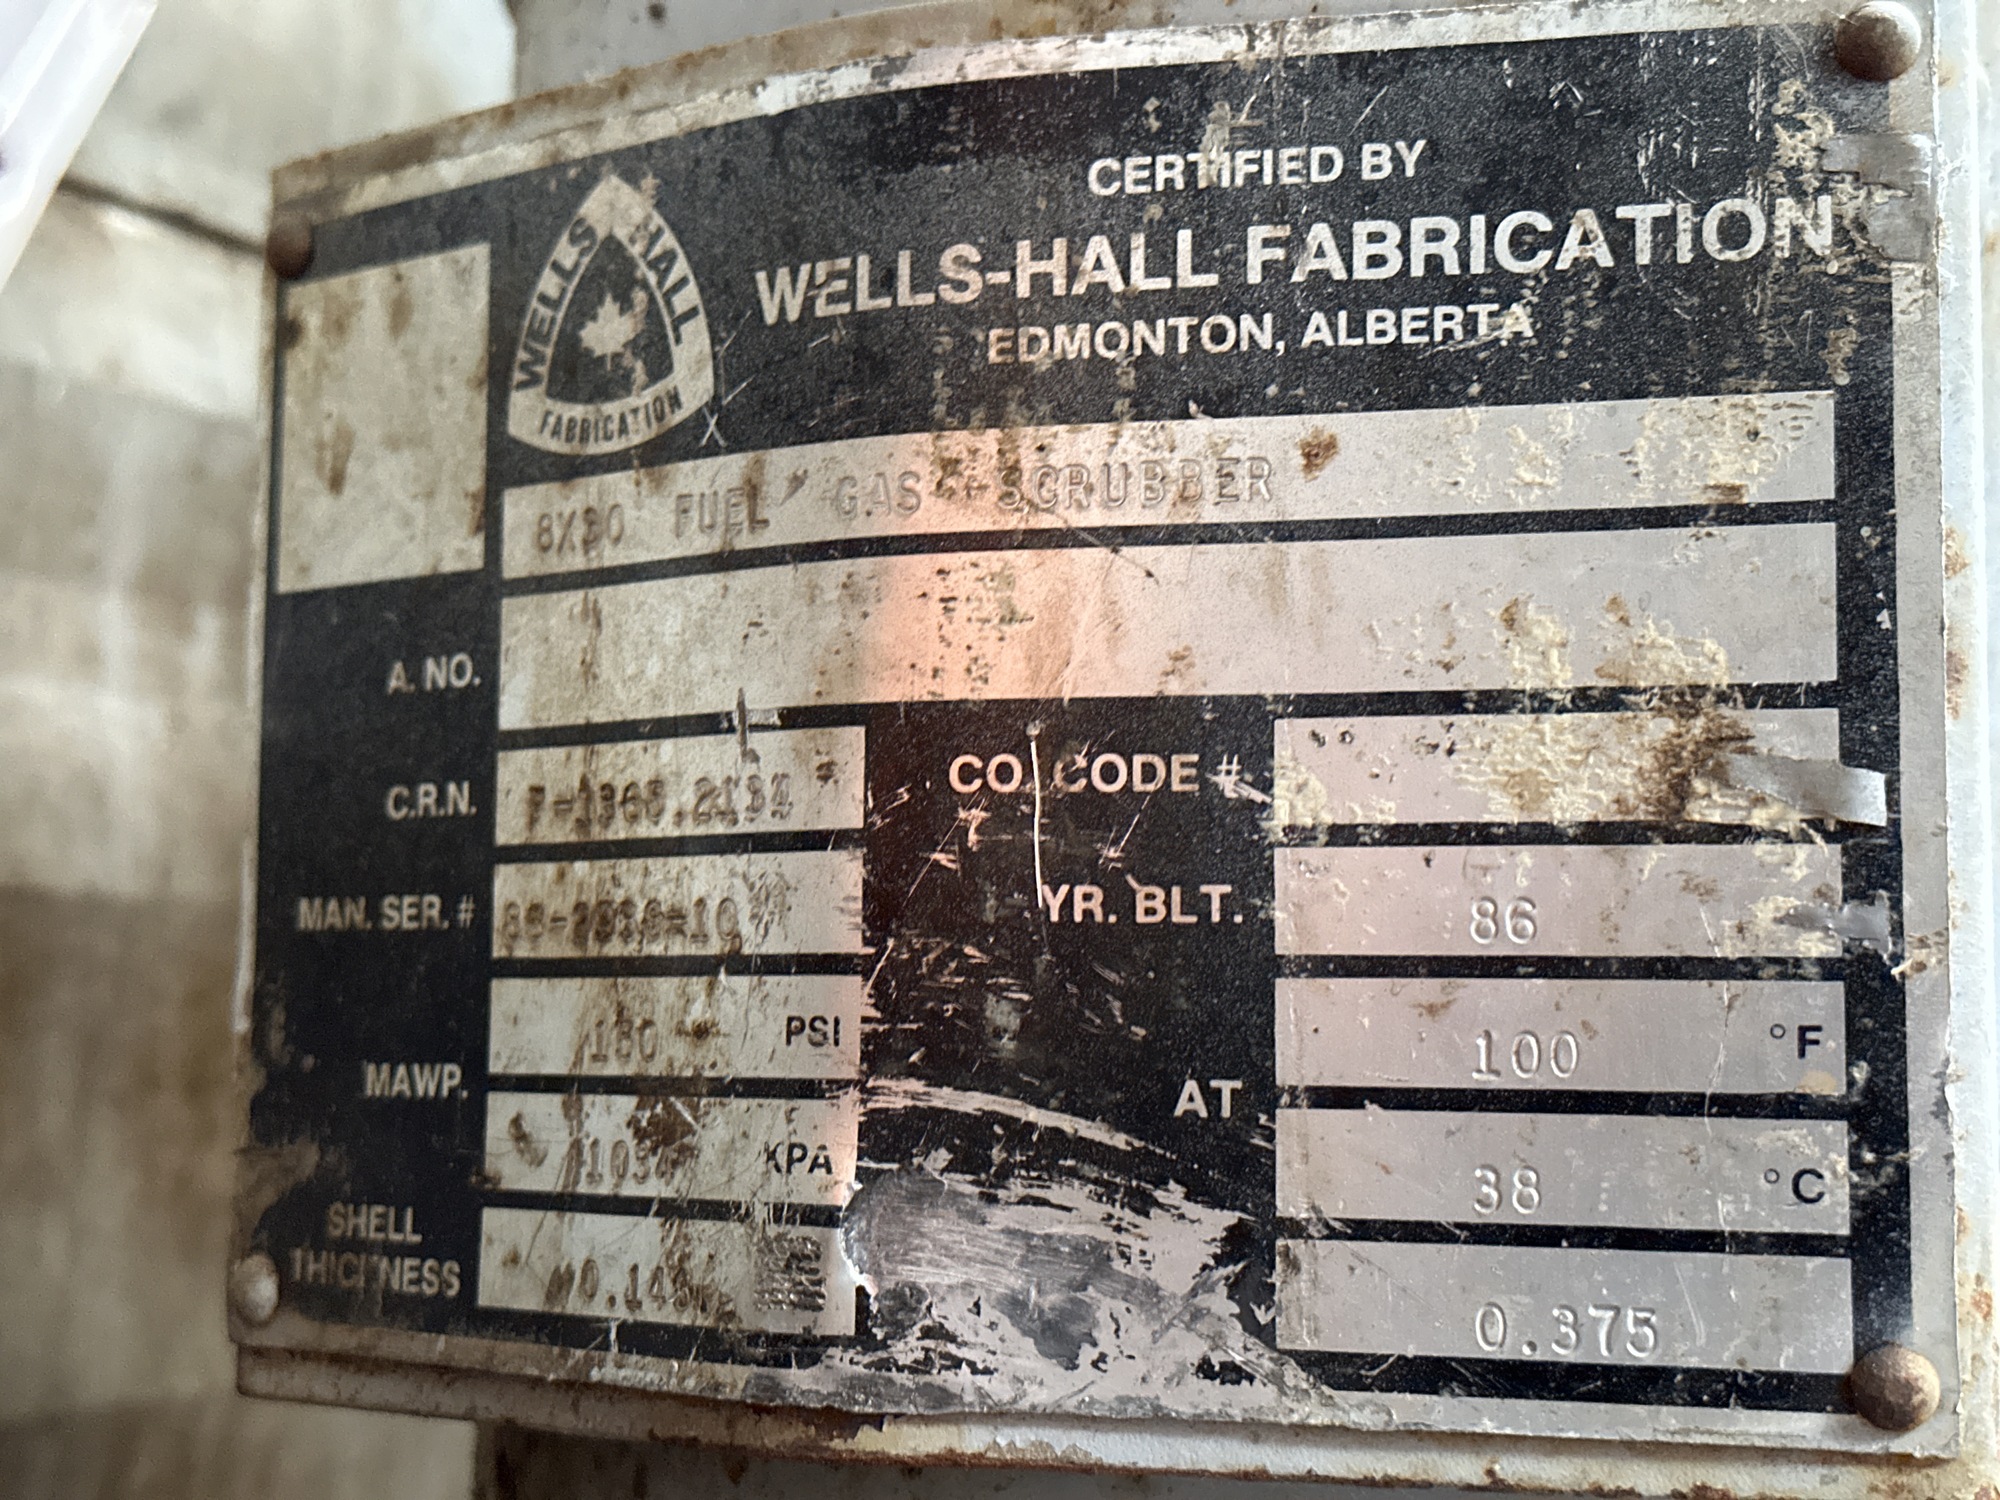 CERTIFIED BY
WELLS-HALL FABRICATION
EDMONTON, ALBERTA
WELLS HALL
FABRICATION
FUEL GAS SCRUBBER
A. NO.
C.R.N.
CO. CODE #
MAN. SER. #
YR. BLT. 86
MAWP. PSI
AT 100 °F
1034 KPA
38 °C
SHELL
THICKNESS
0.375